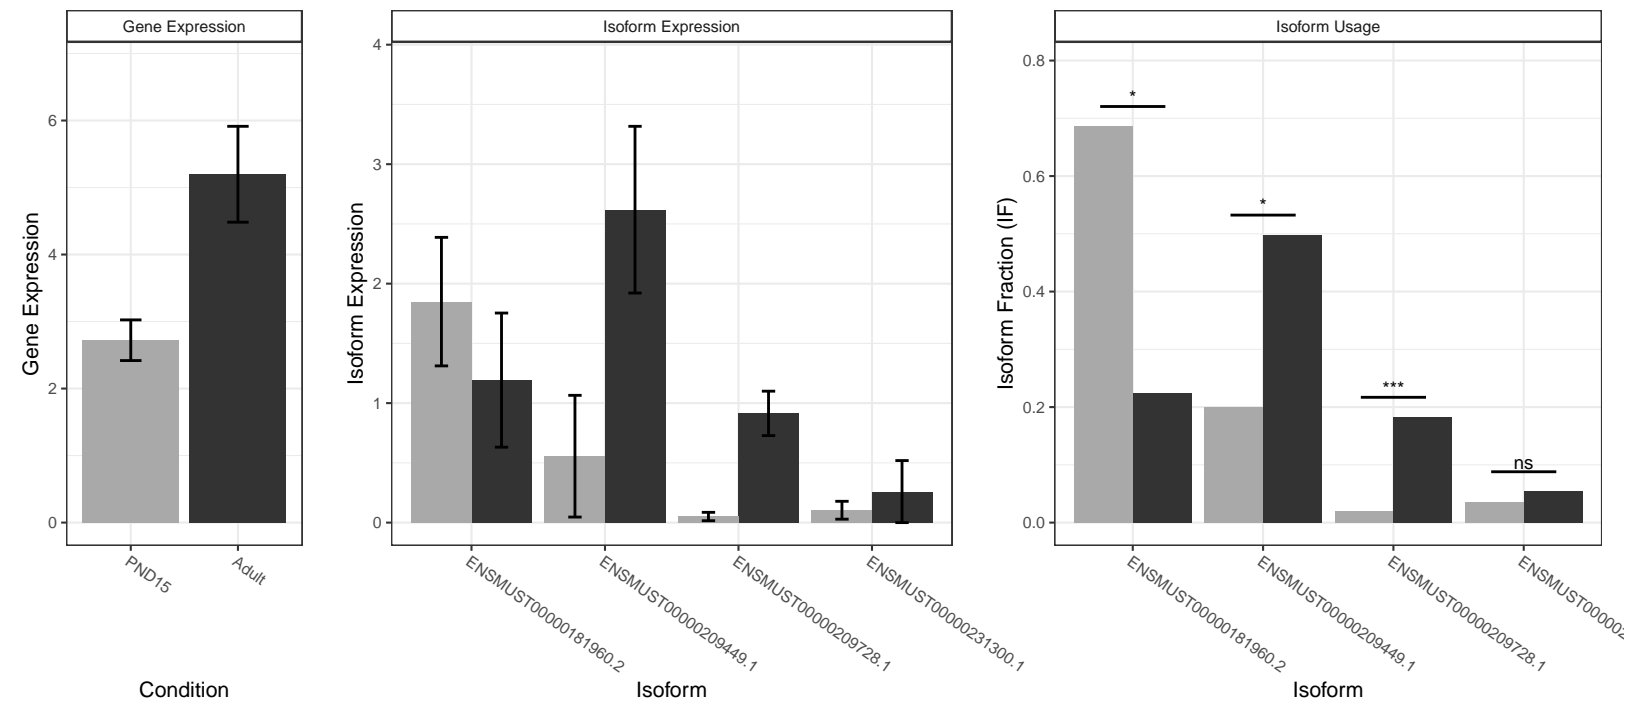 Gene Expression
Gene Expression
0
2
4
6
PND15
Adult
Condition
Isoform Expression
Isoform Expression
0
1
2
3
4
ENSMUST00000181960.2
ENSMUST00000209449.1
ENSMUST00000209728.1
ENSMUST00000231300.1
Isoform
Isoform Usage
Isoform Fraction (IF)
0.0
0.2
0.4
0.6
0.8
*
*
***
ns
ENSMUST00000181960.2
ENSMUST00000209449.1
ENSMUST00000209728.1
ENSMUST000002
Isoform